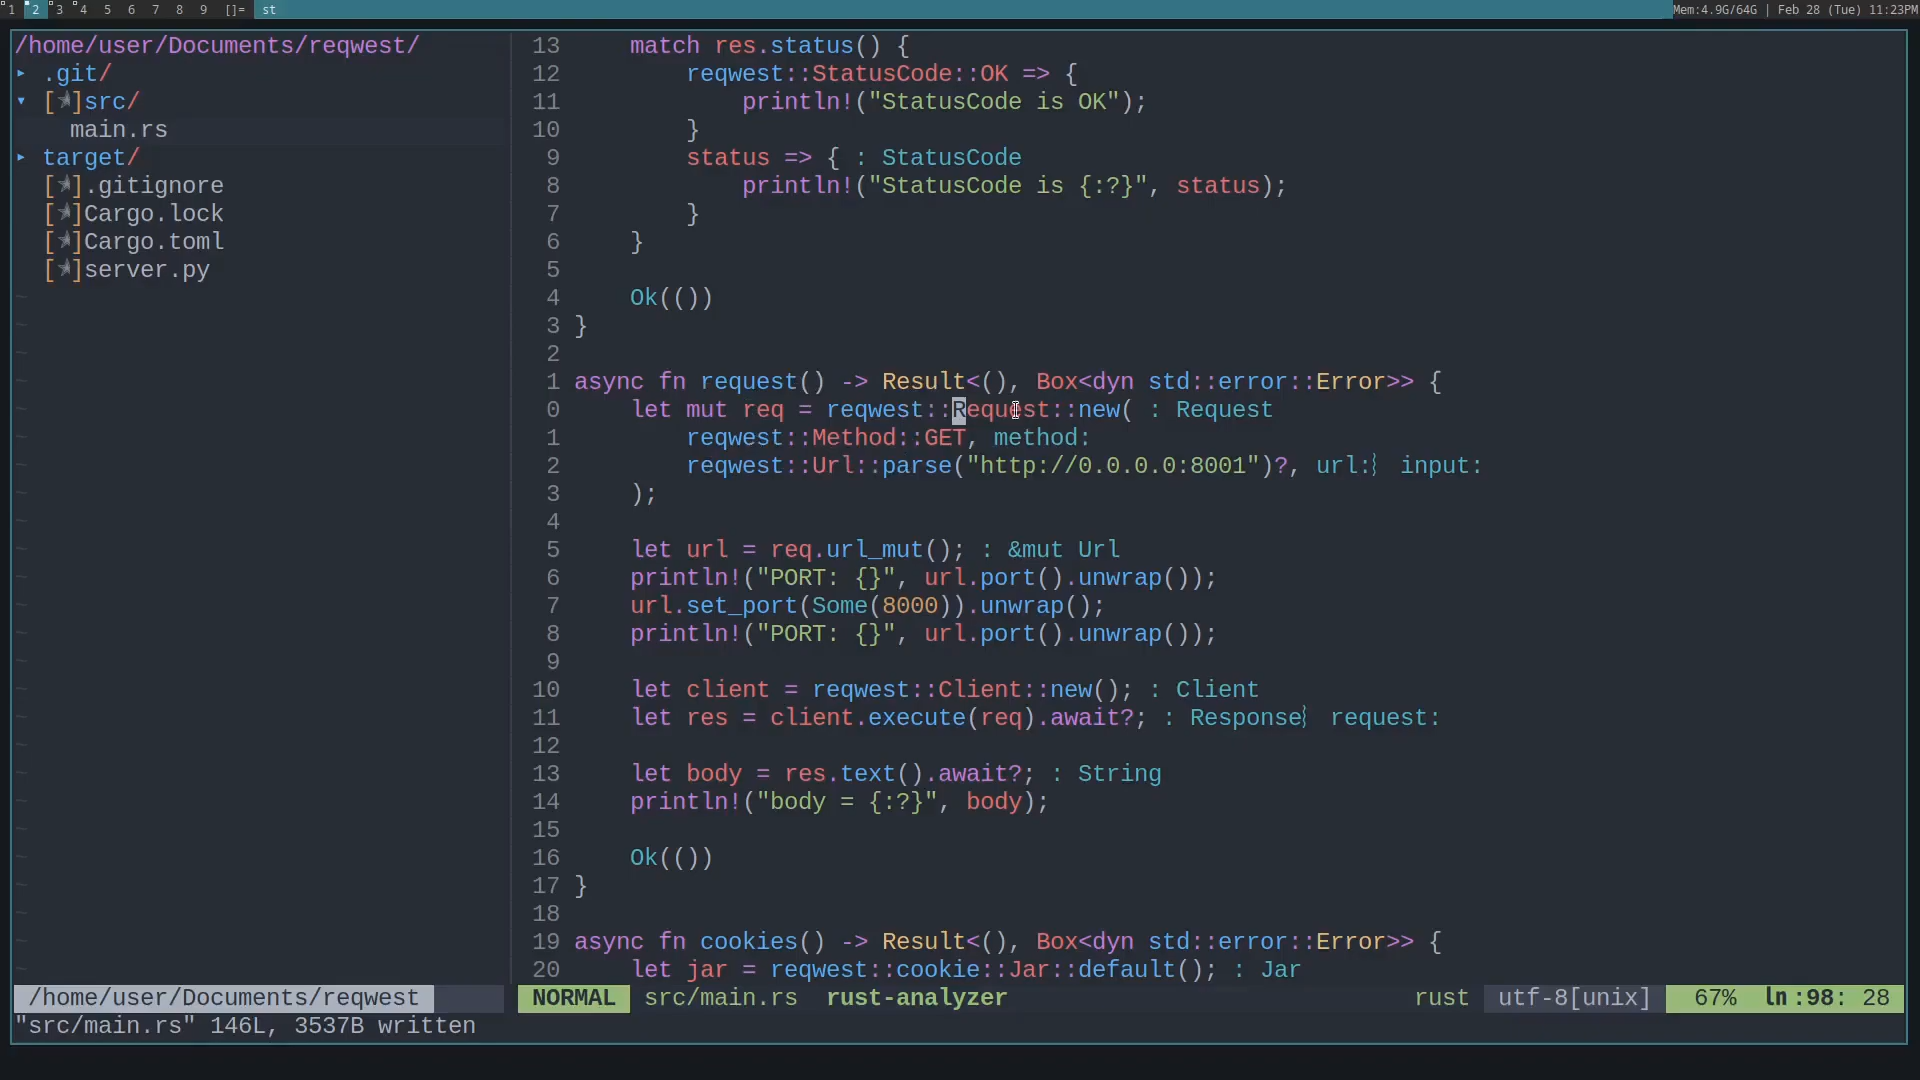 1 2 3 4 5 6 7 8 9 []= st Mem:4.9G/64G | Feb 28 (Tue) 11:23PM
/home/user/Documents/reqwest/
▸ .git/
▾ [★]src/
main.rs
▸ target/
[★].gitignore
[★]Cargo.lock
[★]Cargo.toml
[★]server.py
13 match res.status() {
12 reqwest::StatusCode::OK => {
11 println!("StatusCode is OK");
10 }
9 status => { : StatusCode
8 println!("StatusCode is {:?}", status);
7 }
6 }
5
4 Ok(())
3 }
2
1 async fn request() -> Result<(), Box<dyn std::error::Error>> {
0 let mut req = reqwest::Request::new( : Request
1 reqwest::Method::GET, method:
2 reqwest::Url::parse("http://0.0.0.0:8001")?, url:⦚ input:
3 );
4
5 let url = req.url_mut(); : &mut Url
6 println!("PORT: {}", url.port().unwrap());
7 url.set_port(Some(8000)).unwrap();
8 println!("PORT: {}", url.port().unwrap());
9
10 let client = reqwest::Client::new(); : Client
11 let res = client.execute(req).await?; : Response⦚ request:
12
13 let body = res.text().await?; : String
14 println!("body = {:?}", body);
15
16 Ok(())
17 }
18
19 async fn cookies() -> Result<(), Box<dyn std::error::Error>> {
20 let jar = reqwest::cookie::Jar::default(); : Jar
/home/user/Documents/reqwest NORMAL src/main.rs rust-analyzer rust utf-8[unix] 67% ln:98: 28
"src/main.rs" 146L, 3537B written